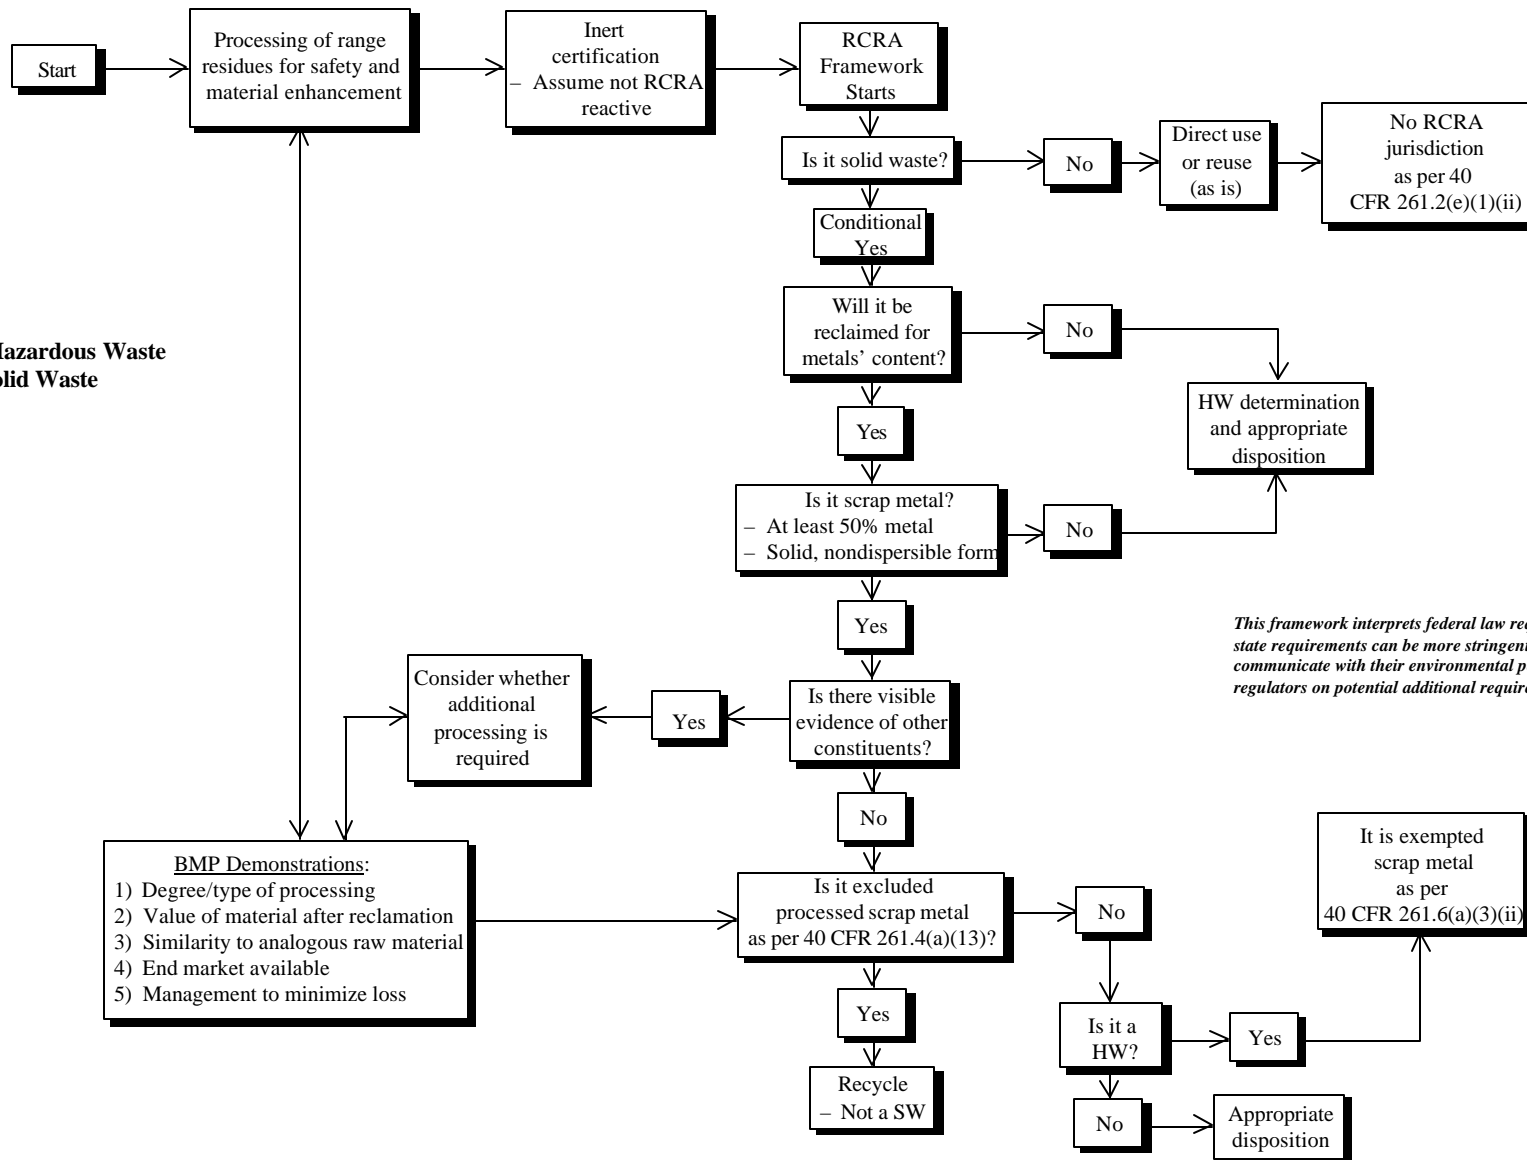 Start
Processing of range
residues for safety and
material enhancement
Inert
certification
– Assume not RCRA
reactive
RCRA
Framework
Starts
Is it solid waste?
No
Direct use
or reuse
(as is)
No RCRA
jurisdiction
as per 40
CFR 261.2(e)(1)(ii)
Conditional
Yes
Will it be
reclaimed for
metals’ content?
No
azardous Waste
olid Waste
HW determination
and appropriate
disposition
Yes
Is it scrap metal?
– At least 50% metal
– Solid, nondispersible form
No
Yes
This framework interprets federal law
state requirements can be more stringent
communicate with their environmental
regulators on potential additional
Consider whether
additional
processing is
required
Yes
Is there visible
evidence of other
constituents?
No
BMP Demonstrations:
1) Degree/type of processing
2) Value of material after reclamation
3) Similarity to analogous raw material
4) End market available
5) Management to minimize loss
Is it excluded
processed scrap metal
as per 40 CFR 261.4(a)(13)?
No
It is exempted
scrap metal
as per
40 CFR 261.6(a)(3)(ii)
Yes
Is it a
HW?
Yes
Recycle
– Not a SW
No
Appropriate
disposition